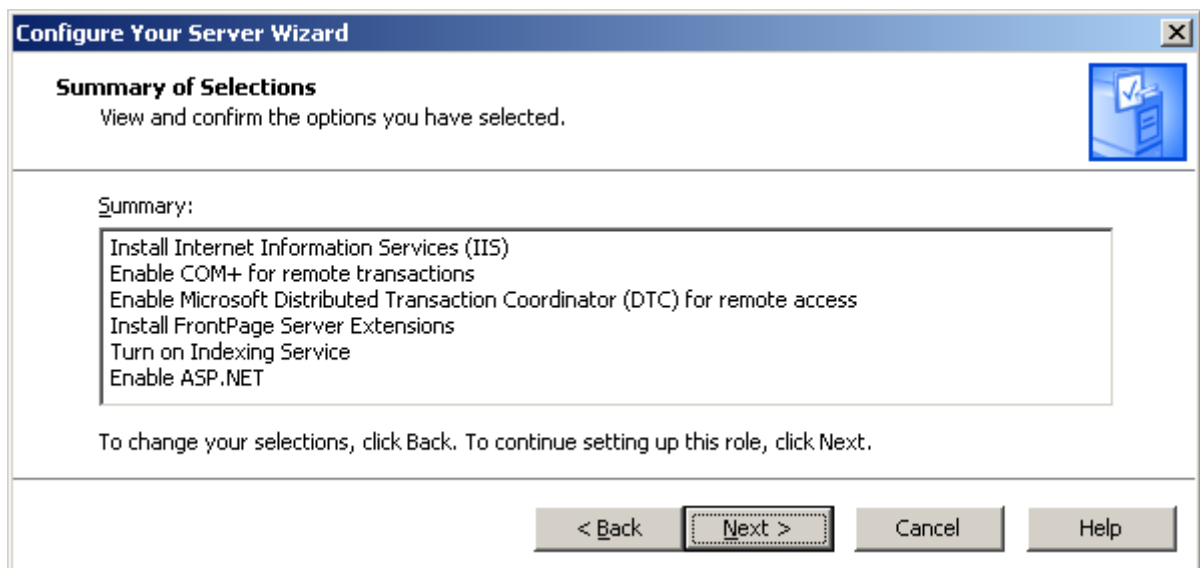 Configure Your Server Wizard
Summary of Selections
View and confirm the options you have selected.
Summary:
Install Internet Information Services (IIS)
Enable COM+ for remote transactions
Enable Microsoft Distributed Transaction Coordinator (DTC) for remote access
Install FrontPage Server Extensions
Turn on Indexing Service
Enable ASP.NET
To change your selections, click Back. To continue setting up this role, click Next.
< Back Next > Cancel Help